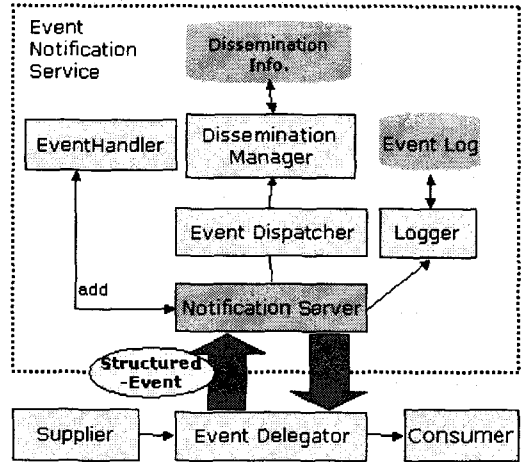 Event
Notification
Service
Dissemination
Info.
EventHandler
Dissemination
Manager
Event Log
Event Dispatcher
Logger
add
Notification Server
Structured
-Event
Supplier
Event Delegator
Consumer